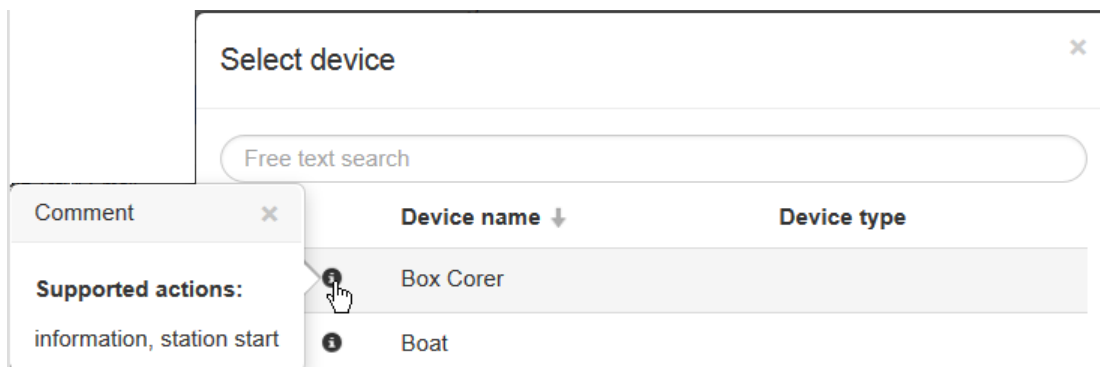 Select device
×
Free text search
Comment ×
Device name Device type
Supported actions:
Box Corer
information, station start
Boat